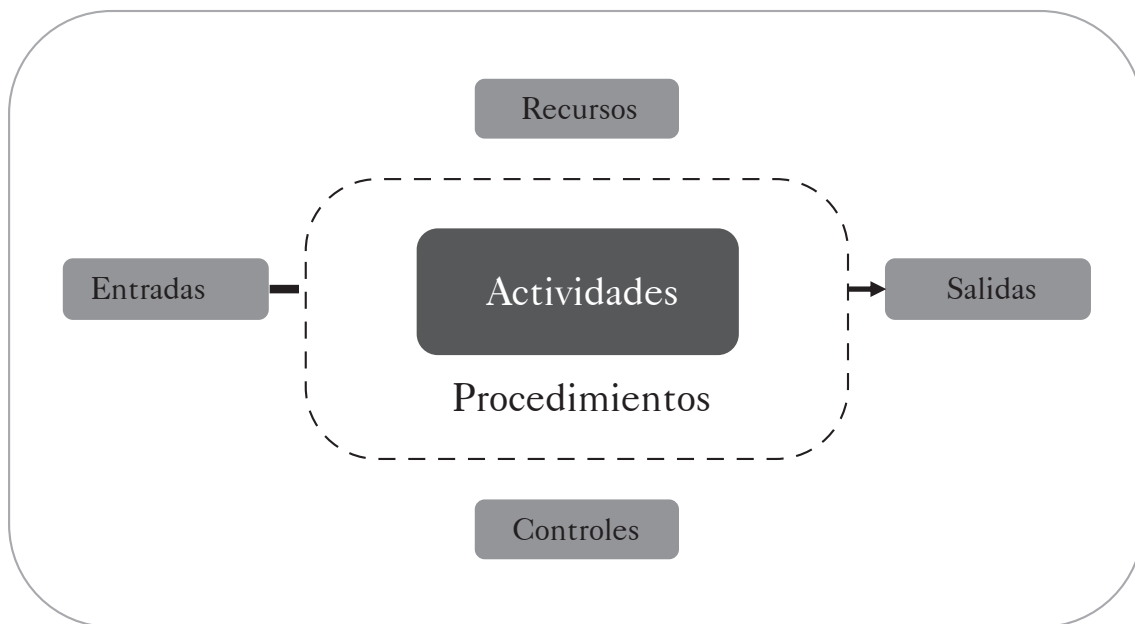 Recursos
Entradas
Actividades
Salidas
Procedimientos
Controles